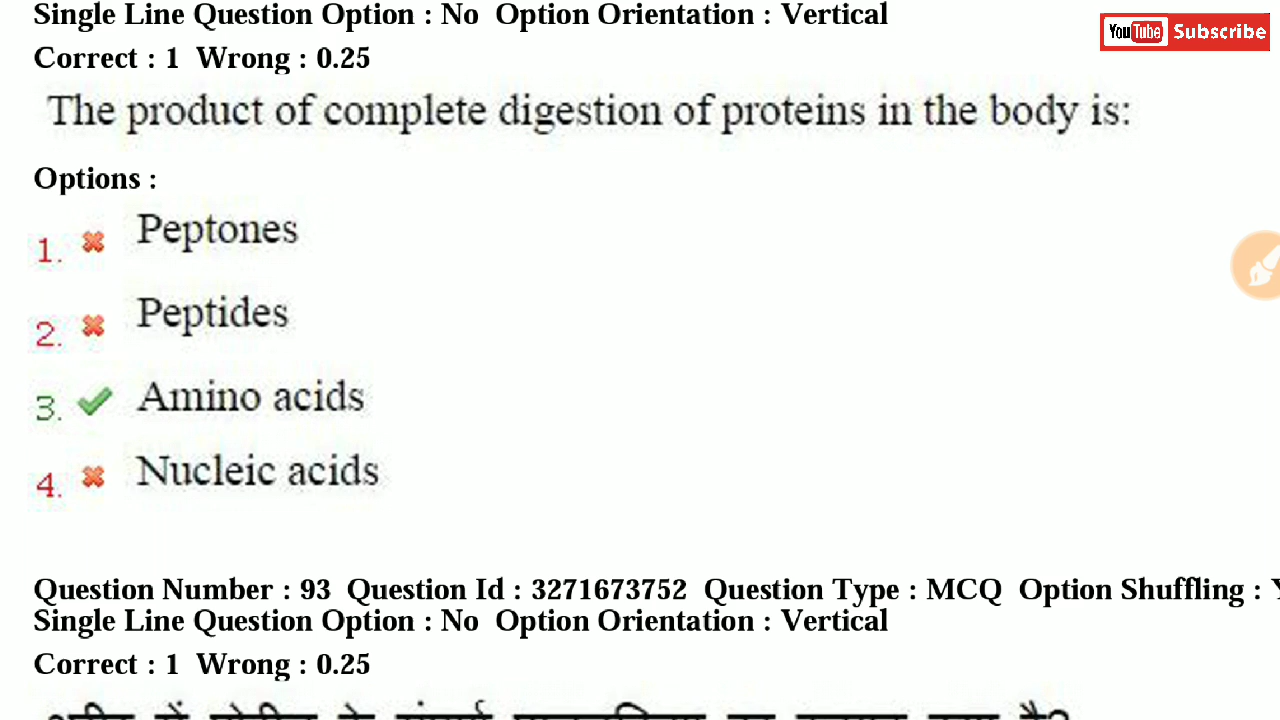 Single Line Question Option : No Option Orientation : Vertical
YouTube Subscribe
Correct : 1 Wrong : 0.25
The product of complete digestion of proteins in the body is:
Options :
1. Peptones
2. Peptides
3. Amino acids
4. Nucleic acids
Question Number : 93 Question Id : 3271673752 Question Type : MCQ Option Shuffling :
Single Line Question Option : No Option Orientation : Vertical
Correct : 1 Wrong : 0.25